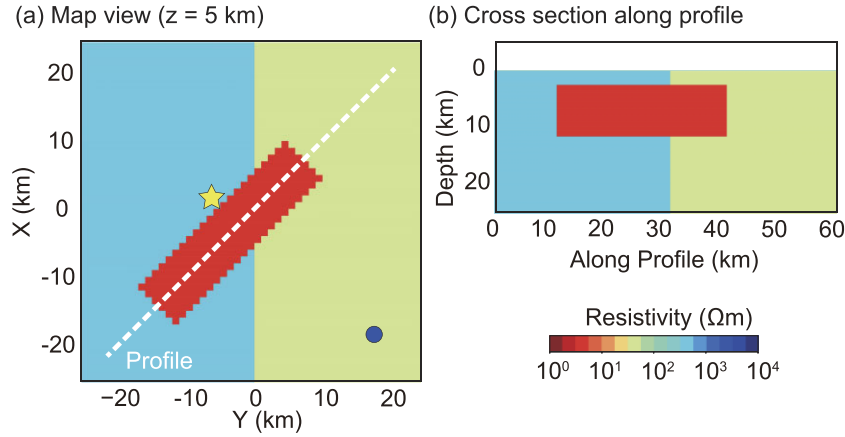 (a) Map view (z = 5 km)
20
10
0
-10
-20
X (km)
Profile
−20
-10
0
10
20
Y (km)
(b) Cross section along profile
0
10
20
Depth (km)
0 10 20 30 40 50 60
Along Profile (km)
Resistivity (Ωm)
10⁰ 10¹ 10² 10³ 10⁴